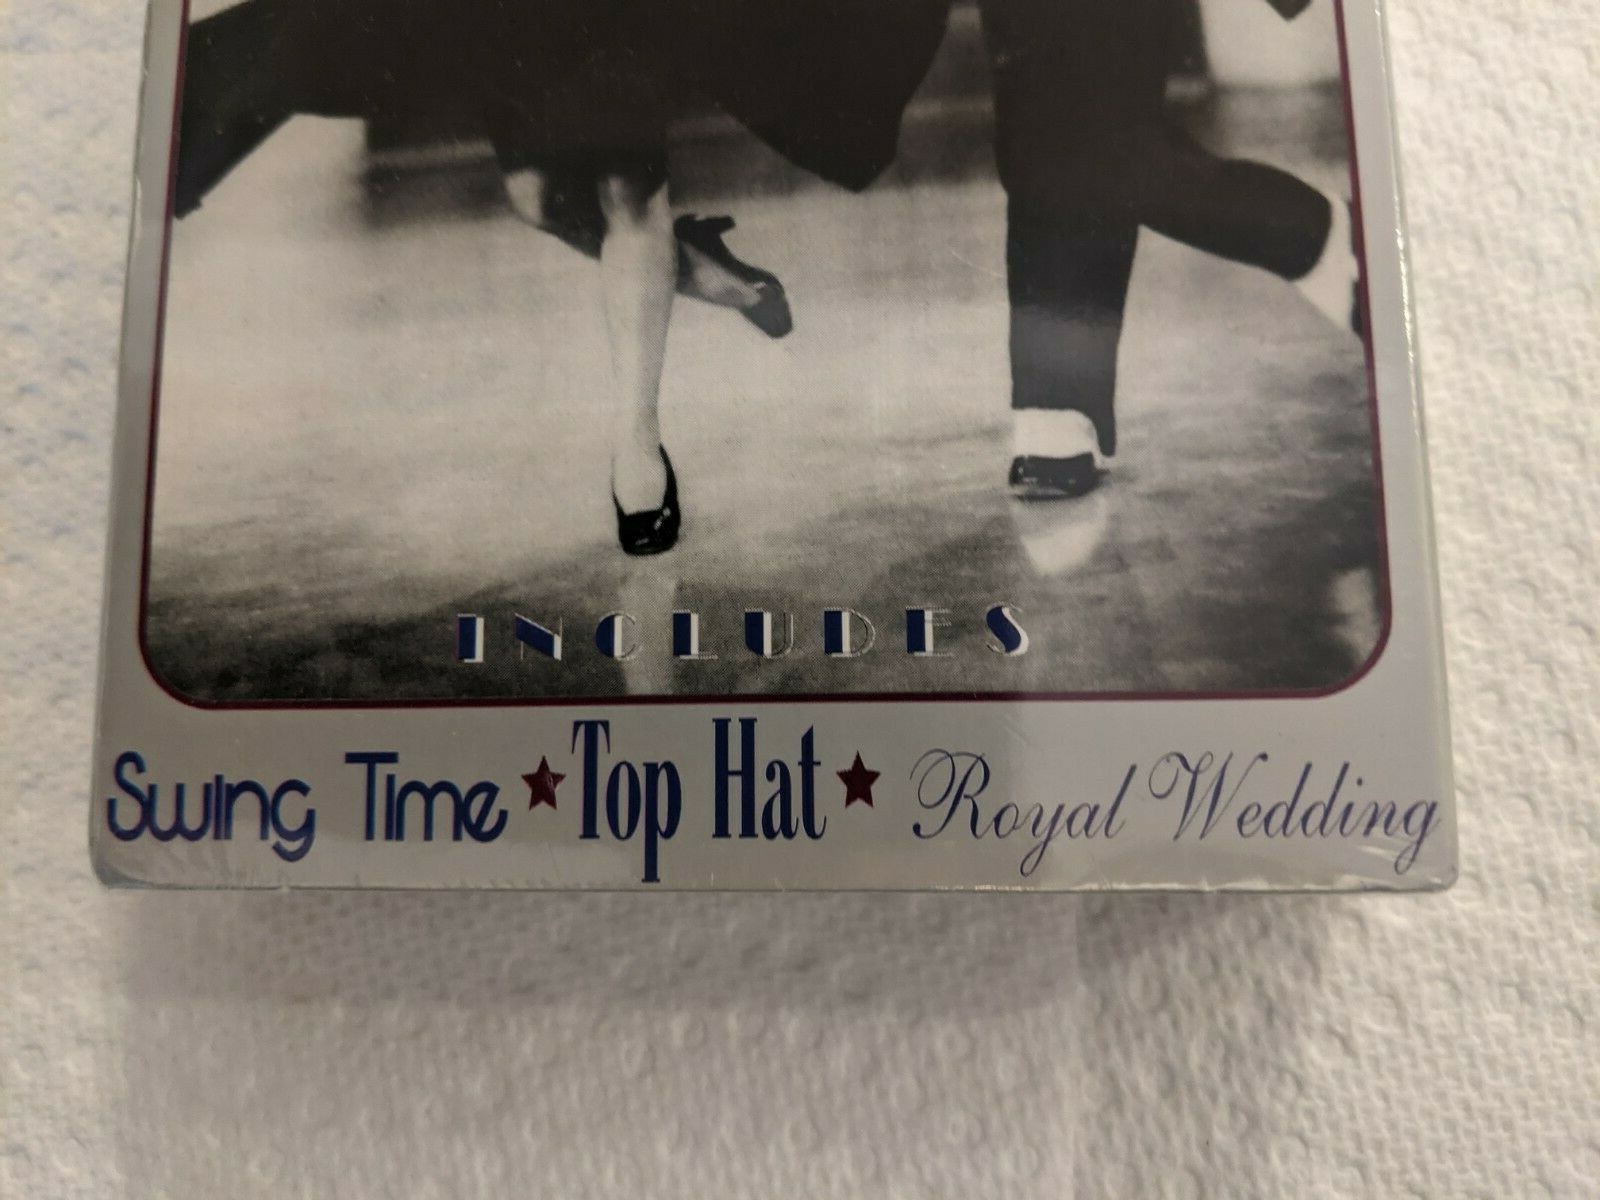 INCLUDES
Swing Time ★ Top Hat ★ Royal Wedding